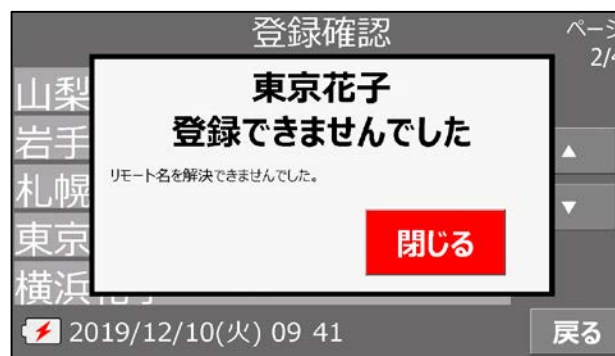 登録確認
ページ
2/4
山梨
岩手
札幌
東京
横浜
東京花子
登録できませんでした
リモート名を解決できませんでした。
閉じる
▲
▼
2019/12/10(火) 09 41
戻る